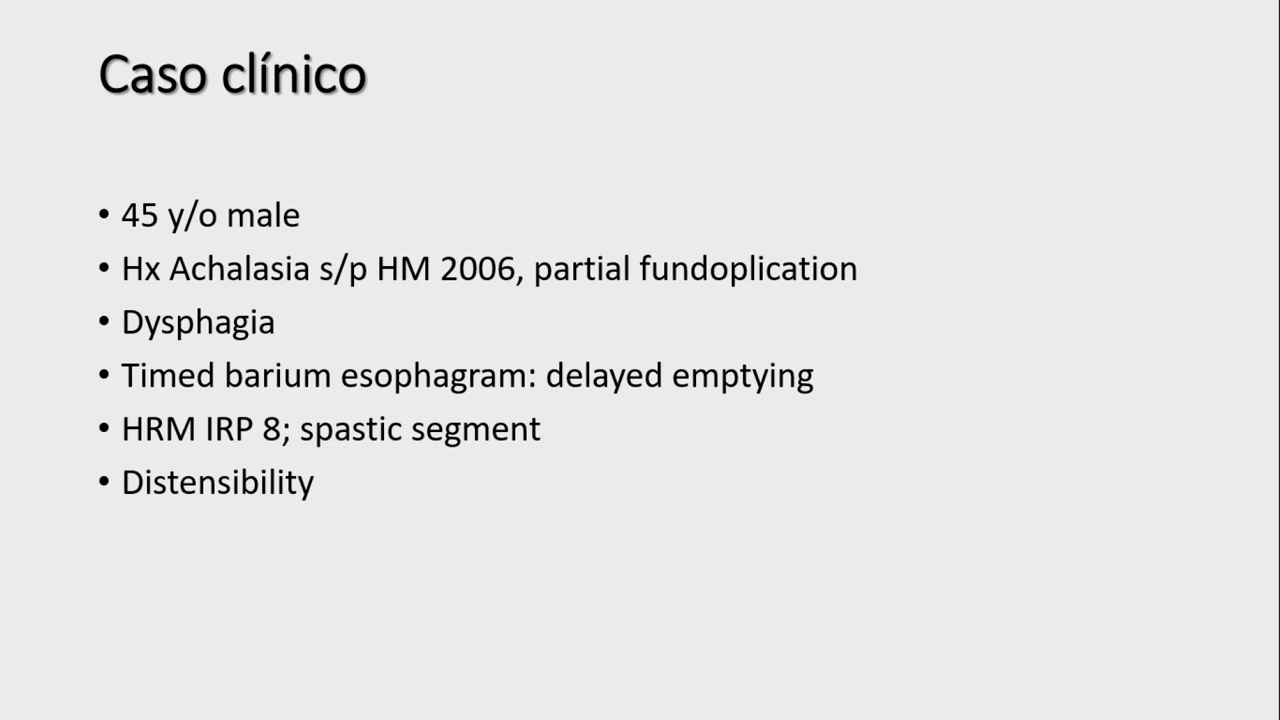 Caso clínico
• 45 y/o male
• Hx Achalasia s/p HM 2006, partial fundoplication
• Dysphagia
• Timed barium esophagram: delayed emptying
• HRM IRP 8; spastic segment
• Distensibility